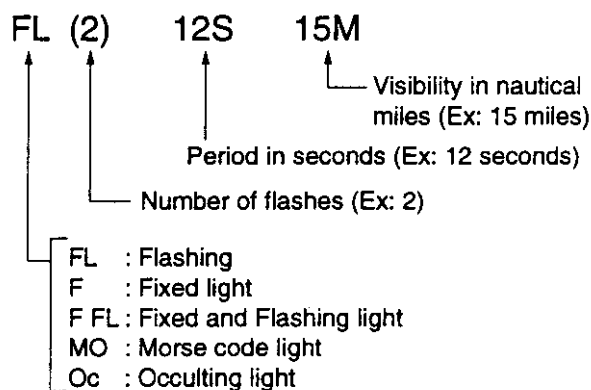 FL (2) 12S 15M
Visibility in nautical
miles (Ex: 15 miles)
Period in seconds (Ex: 12 seconds)
Number of flashes (Ex: 2)
FL : Flashing
F : Fixed light
F FL : Fixed and Flashing light
MO : Morse code light
Oc : Occulting light